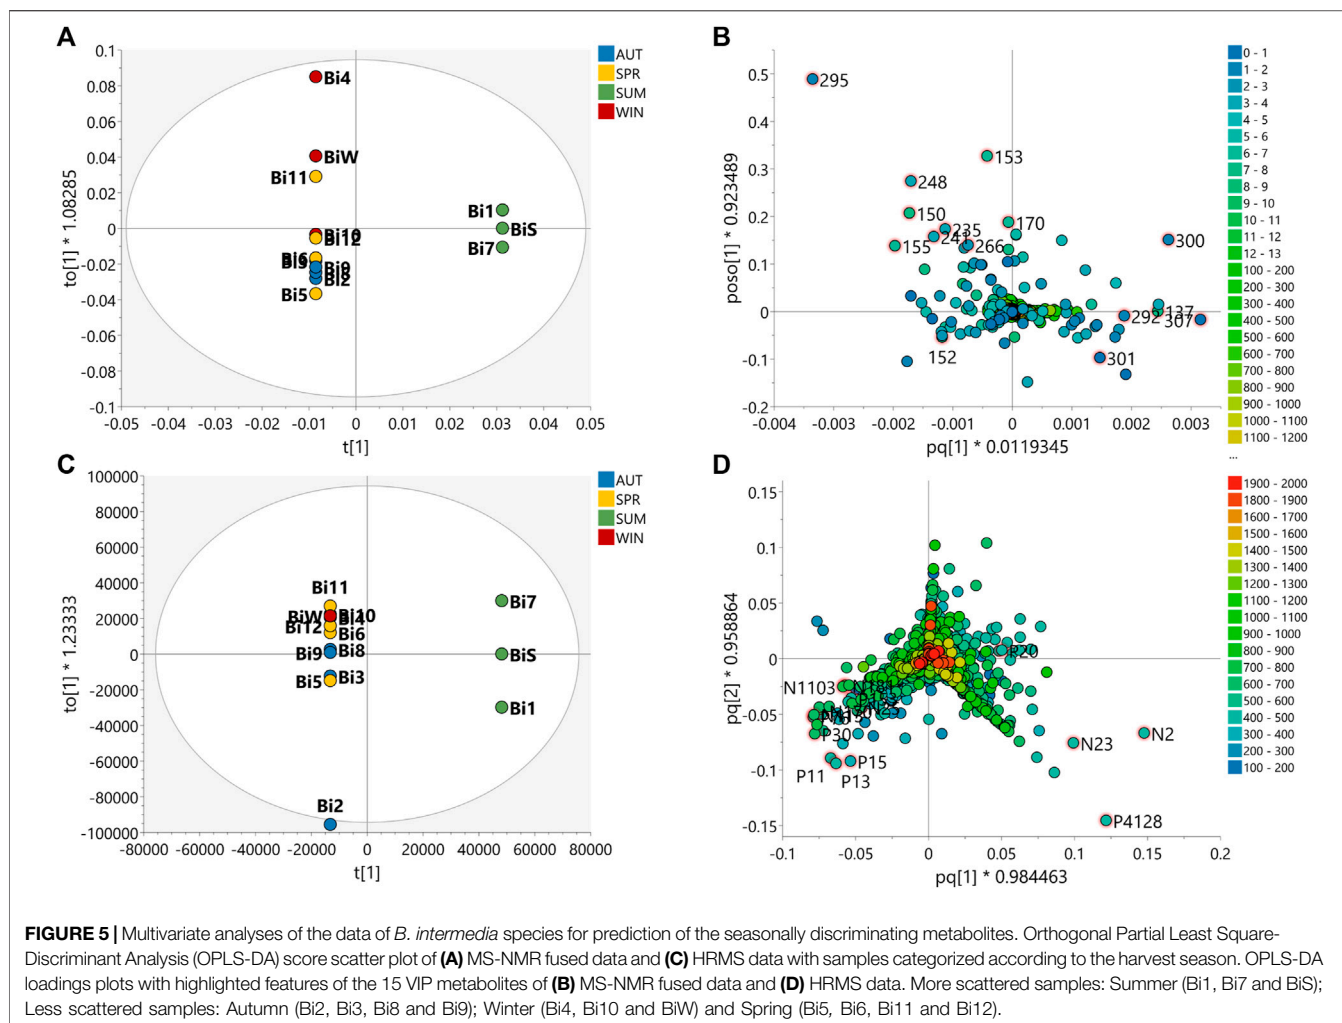 A
0.1
0.08
0.06
0.04
0.02
0
-0.02
-0.04
-0.06
-0.08
-0.1
to[1] * 1.08285
Bi4
BiW
Bi11
Bi10
Bi12
Bi6
Bi9
Bi2
Bi5
Bi1
BiS
Bi7
-0.05 -0.04 -0.03 -0.02 -0.01 0 0.01 0.02 0.03 0.04 0.05
t[1]
AUT
SPR
SUM
WIN
B
0.5
0.4
0.3
0.2
0.1
0
-0.1
-0.2
poso[1] * 0.923489
295
153
248
150
170
235
241
155
266
300
292
137
307
301
152
-0.004 -0.003 -0.002 -0.001 0 0.001 0.002 0.003
pq[1] * 0.0119345
0 - 1
1 - 2
2 - 3
3 - 4
4 - 5
5 - 6
6 - 7
7 - 8
8 - 9
9 - 10
10 - 11
11 - 12
12 - 13
100 - 200
200 - 300
300 - 400
400 - 500
500 - 600
600 - 700
700 - 800
800 - 900
900 - 1000
1000 - 1100
1100 - 1200
...
C
100000
80000
60000
40000
20000
0
-20000
-40000
-60000
-80000
-100000
to[1] * 1.23333
Bi11
BiW
Bi10
Bi12
Bi6
Bi9
Bi8
Bi5
Bi3
Bi2
Bi7
BiS
Bi1
-80000 -60000 -40000 -20000 0 20000 40000 60000 80000
t[1]
AUT
SPR
SUM
WIN
D
0.1
0.05
0
-0.05
-0.1
-0.15
pq[2] * 0.958864
P20
N1103
P30
P11
P13
P15
N23
N2
P4128
-0.1 -0.05 0 0.05 0.1 0.15 0.2
pq[1] * 0.984463
1900 - 2000
1800 - 1900
1600 - 1700
1500 - 1600
1400 - 1500
1300 - 1400
1200 - 1300
1100 - 1200
1000 - 1100
900 - 1000
800 - 900
700 - 800
600 - 700
500 - 600
400 - 500
300 - 400
200 - 300
100 - 200
FIGURE 5 | Multivariate analyses of the data of B. intermedia species for prediction of the seasonally discriminating metabolites. Orthogonal Partial Least Square-
Discriminant Analysis (OPLS-DA) score scatter plot of (A) MS-NMR fused data and (C) HRMS data with samples categorized according to the harvest season. OPLS-DA
loadings plots with highlighted features of the 15 VIP metabolites of (B) MS-NMR fused data and (D) HRMS data. More scattered samples: Summer (Bi1, Bi7 and BiS);
Less scattered samples: Autumn (Bi2, Bi3, Bi8 and Bi9); Winter (Bi4, Bi10 and BiW) and Spring (Bi5, Bi6, Bi11 and Bi12).